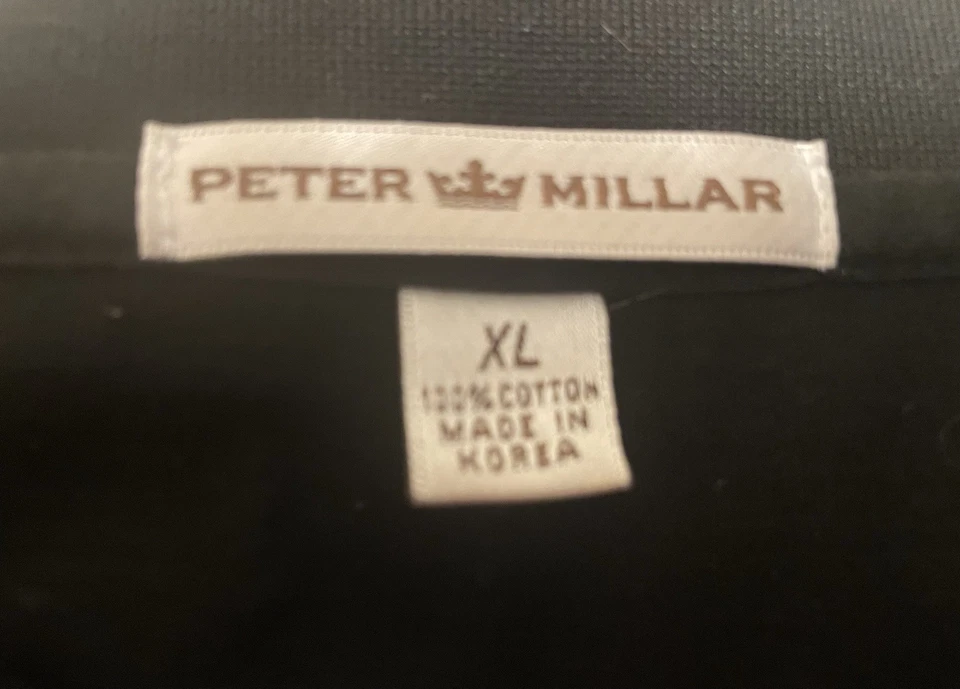 PETER MILLAR
XL
100% COTTON
MADE IN
KOREA